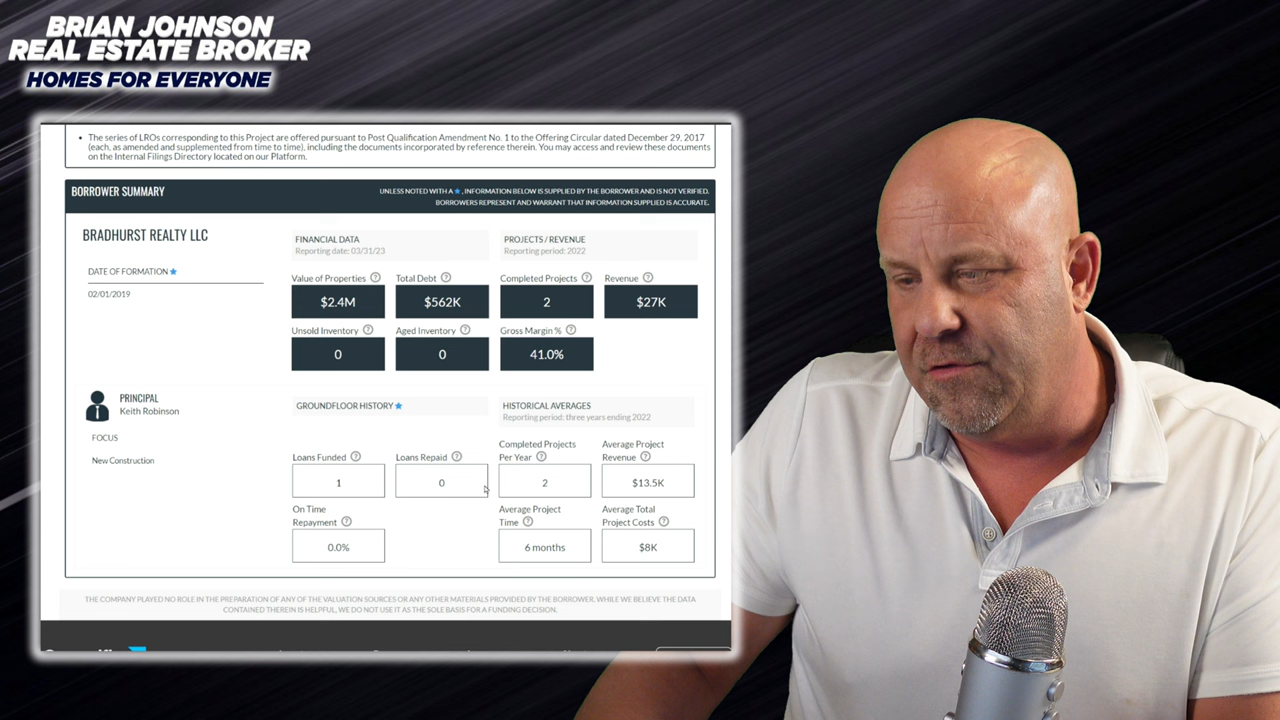 BRIAN JOHNSON
REAL ESTATE BROKER
HOMES FOR EVERYONE
• The series of LROs corresponding to this Project are offered pursuant to Post Qualification Amendment No. 1 to the Offering Circular dated December 29, 2017
(each, as amended and supplemented from time to time), including the documents incorporated by reference therein. You may access and review these documents
on the Internal Filings Directory located on our Platform.
BORROWER SUMMARY
UNLESS NOTED WITH A ★, INFORMATION BELOW IS SUPPLIED BY THE BORROWER AND IS NOT VERIFIED.
BORROWERS REPRESENT AND WARRANT THAT INFORMATION SUPPLIED IS ACCURATE.
BRADHURST REALTY LLC
DATE OF FORMATION ★
02/01/2019
FINANCIAL DATA
Reporting date: 03/31/23
PROJECTS / REVENUE
Reporting period: 2022
Value of Properties ? Total Debt ? Completed Projects ? Revenue ?
$2.4M $562K 2 $27K
Unsold Inventory ? Aged Inventory ? Gross Margin % ?
0 0 41.0%
PRINCIPAL
Keith Robinson
FOCUS
New Construction
GROUNDFLOOR HISTORY ★
HISTORICAL AVERAGES
Reporting period: three years ending 2022
Loans Funded ? Loans Repaid ?
1 0
Completed Projects
Per Year ?
2
Average Project
Revenue ?
$13.5K
On Time
Repayment ?
0.0%
Average Project
Time ?
6 months
Average Total
Project Costs ?
$8K
THE COMPANY PLAYED NO ROLE IN THE PREPARATION OF ANY OF THE VALUATION SOURCES OR ANY OTHER MATERIALS PROVIDED BY THE BORROWER. WHILE WE BELIEVE THE DATA
CONTAINED THEREIN IS HELPFUL, WE DO NOT USE IT AS THE SOLE BASIS FOR A FUNDING DECISION.